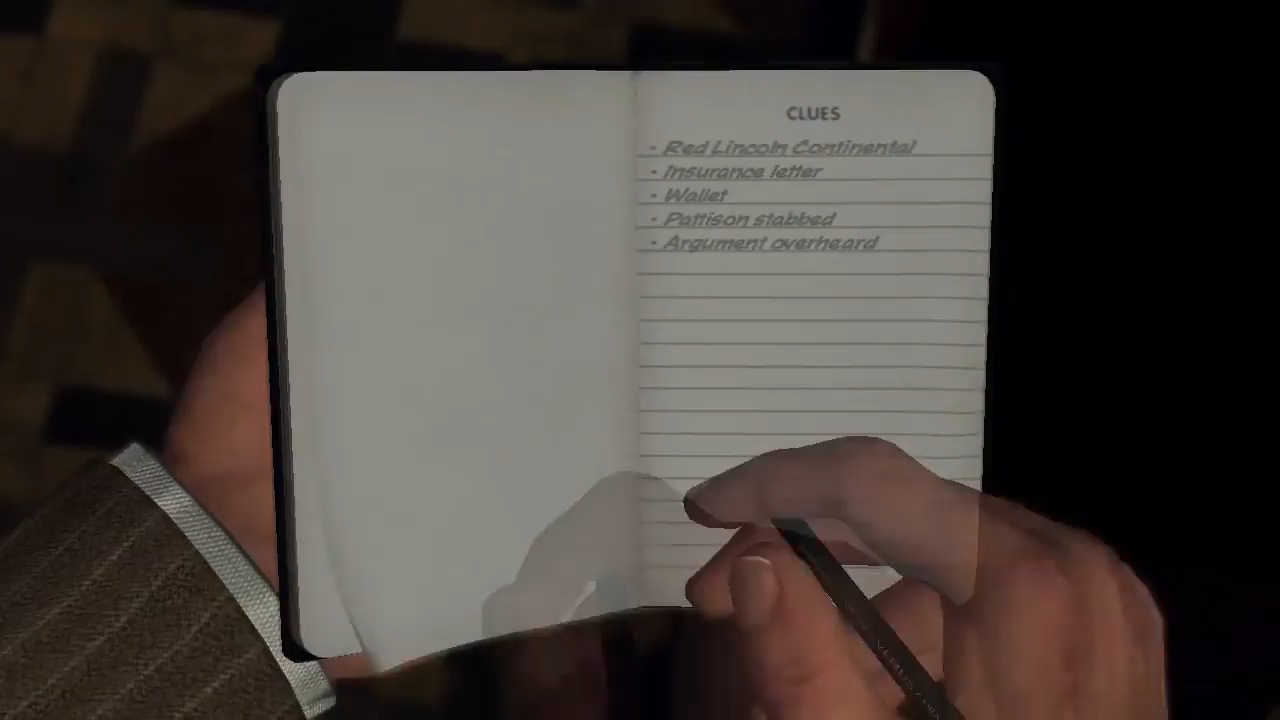 CLUES
- Red Lincoln Continental
- Insurance letter
- Wallet
- Pattison stabbed
- Argument overheard